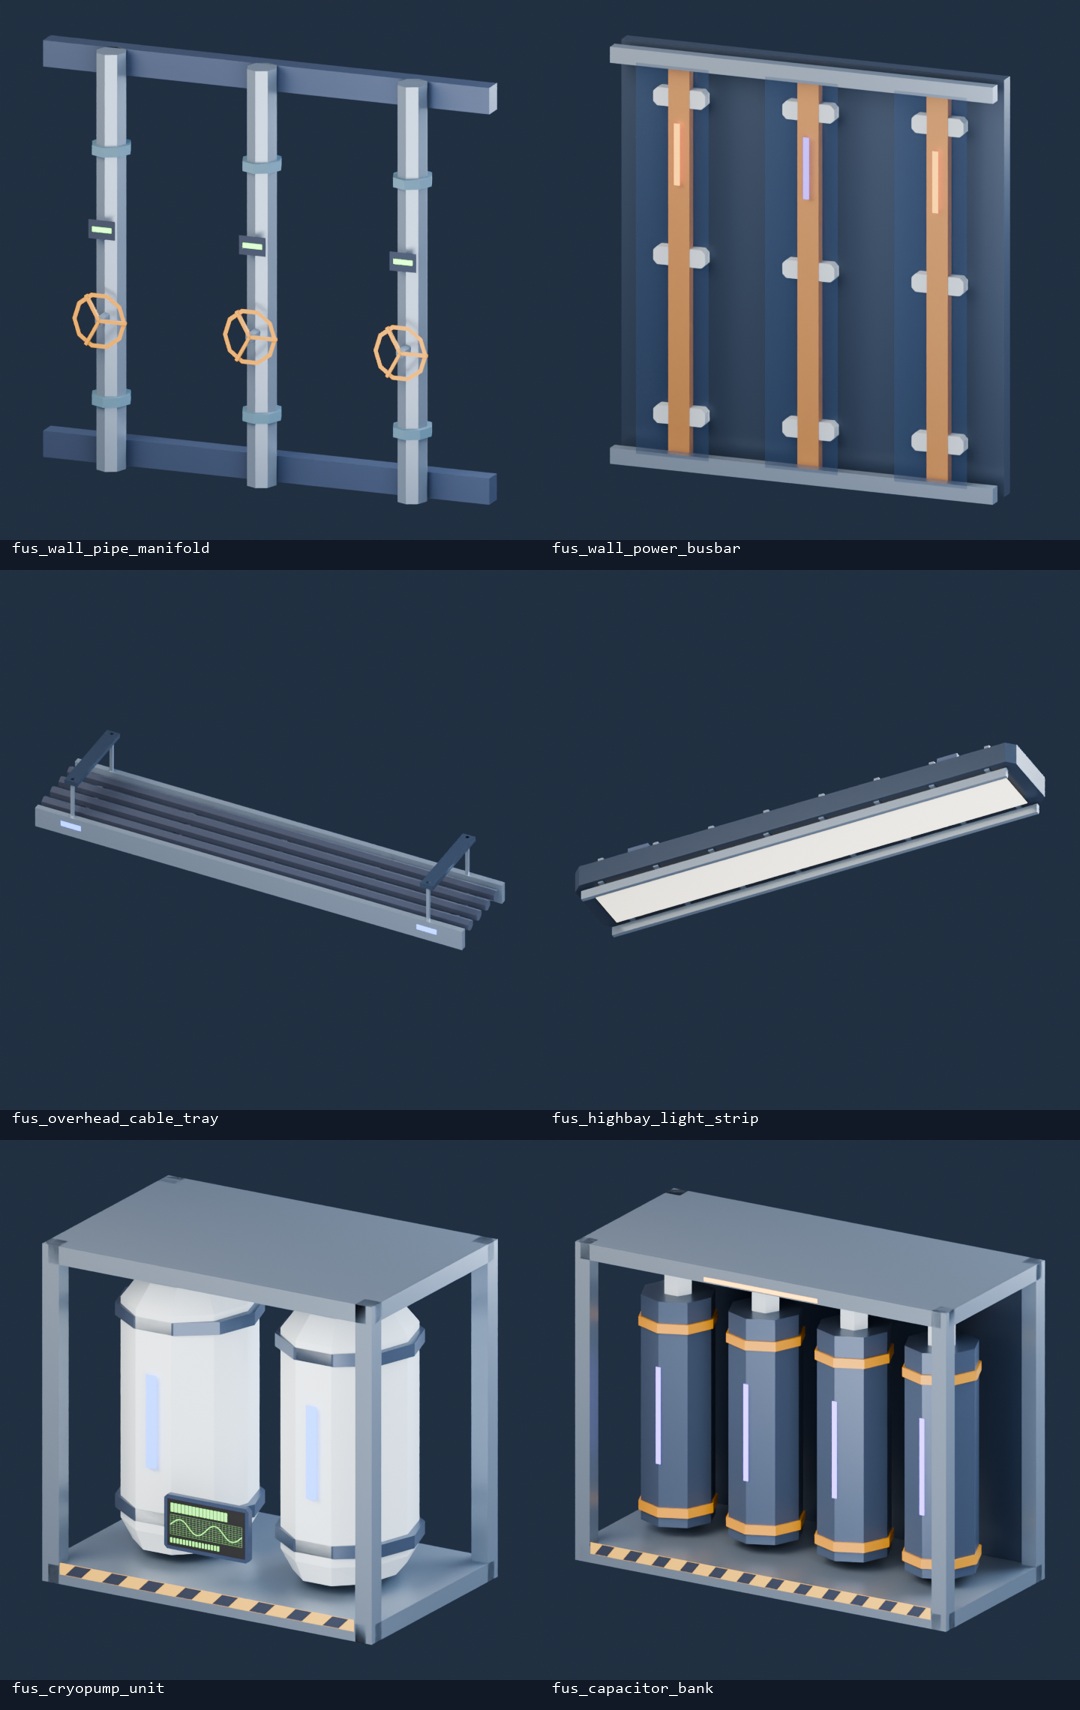 fus_wall_pipe_manifold
fus_wall_power_busbar
fus_overhead_cable_tray
fus_highbay_light_strip
fus_cryopump_unit
fus_capacitor_bank